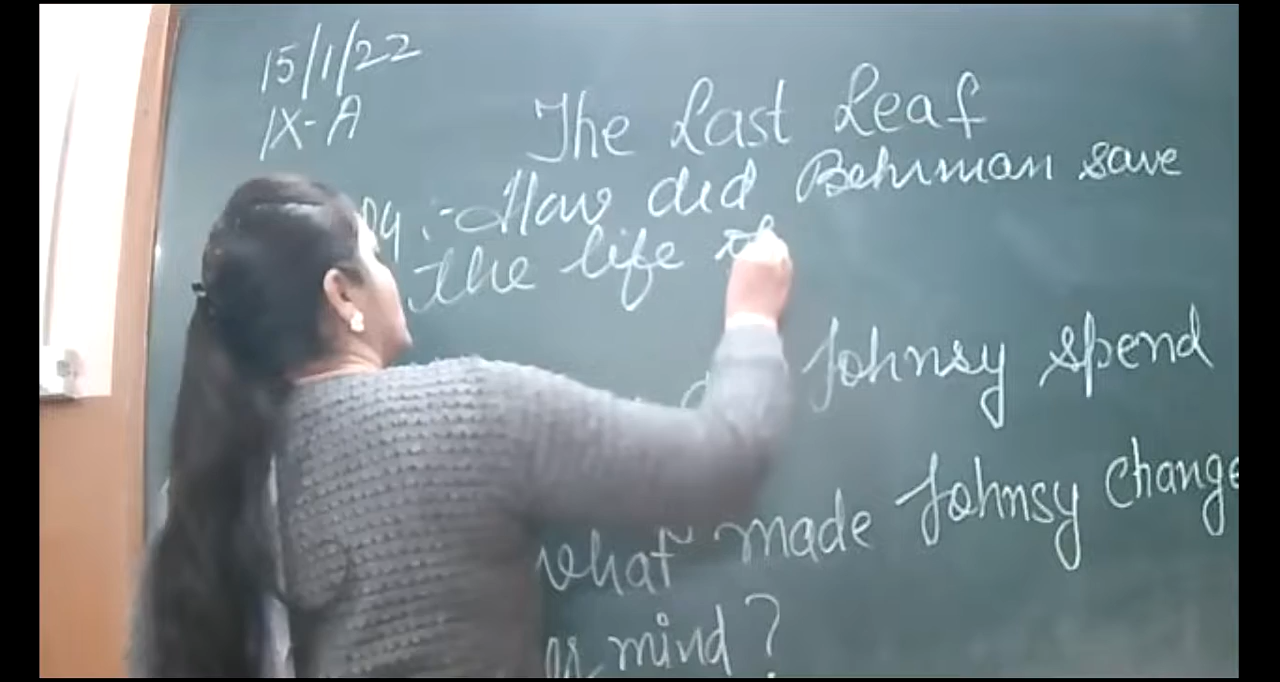 15/1/22
IX-A
The Last Leaf
:- How did Behrman save
the life
Johnsy spend
what made Johnsy change
mind?